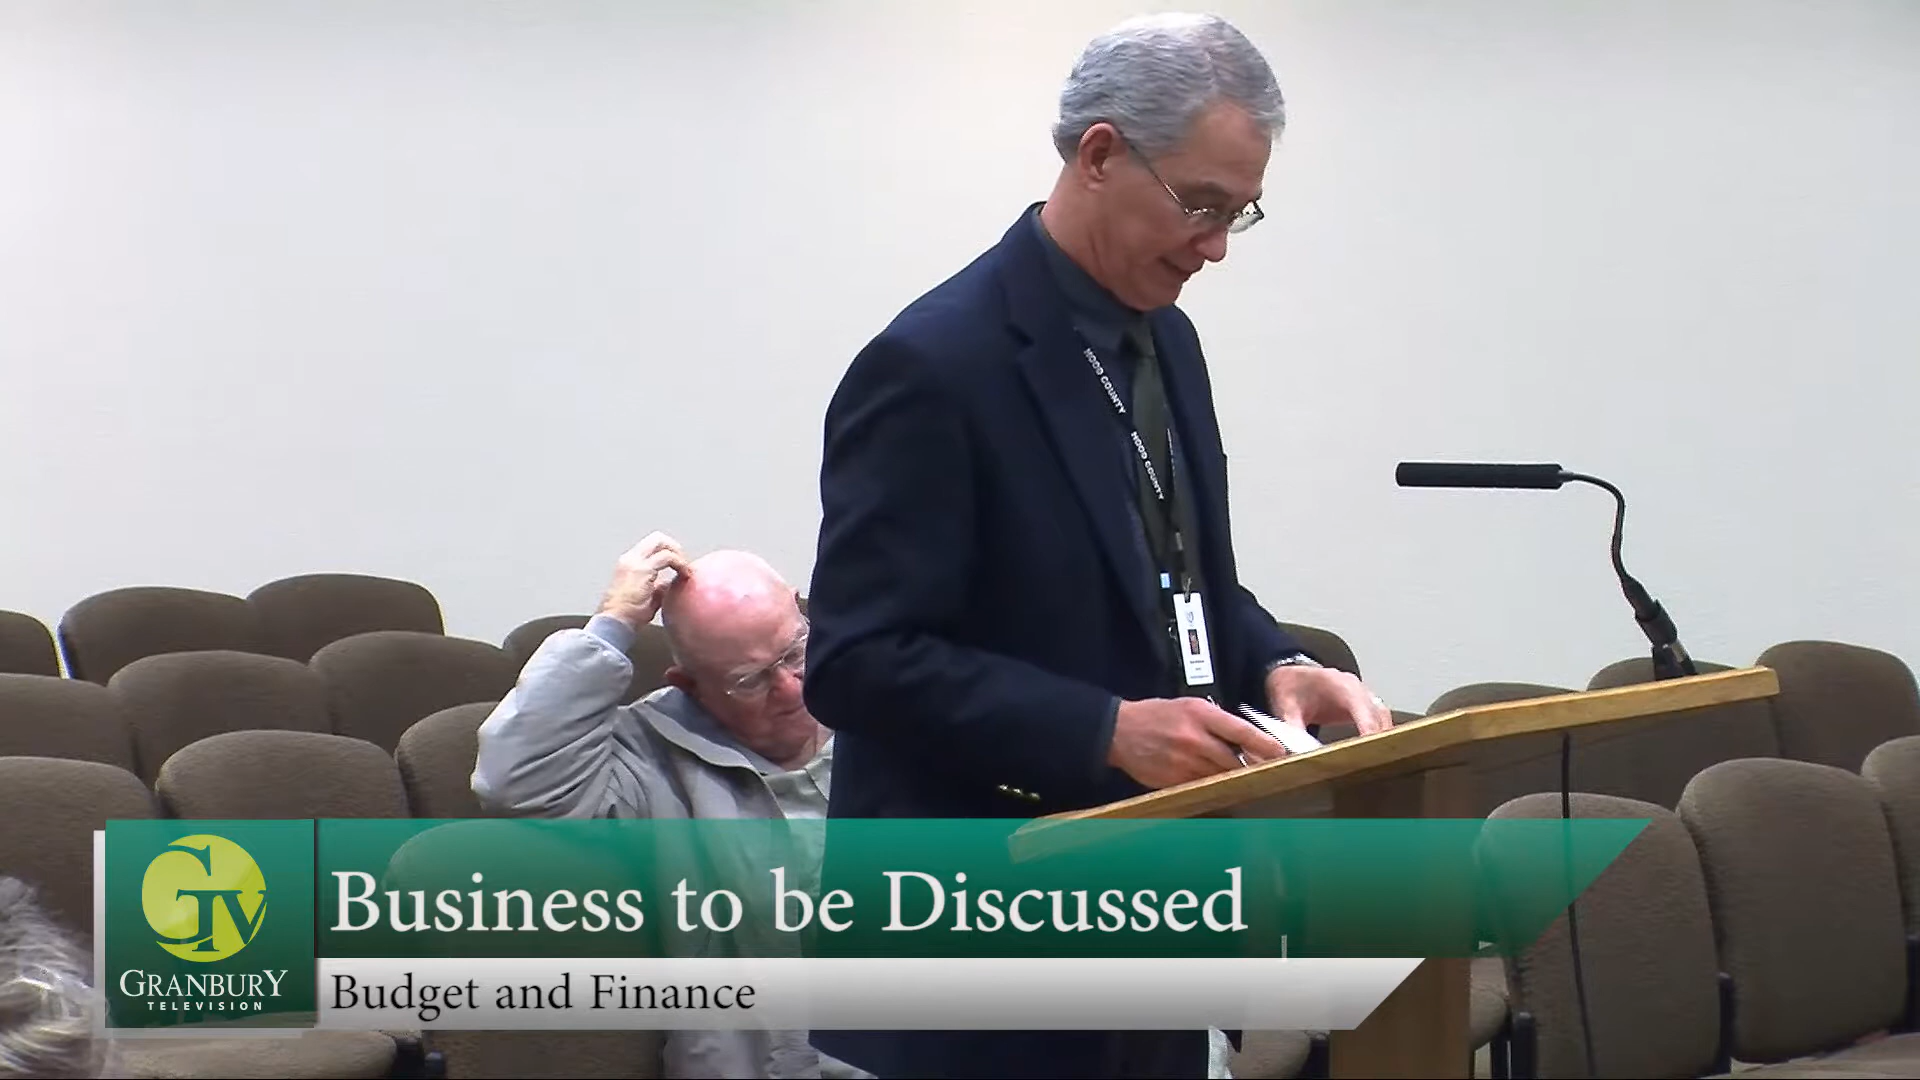 HOOD COUNTY
HOOD COUNTY
GTV
GRANBURY
TELEVISION
Business to be Discussed
Budget and Finance